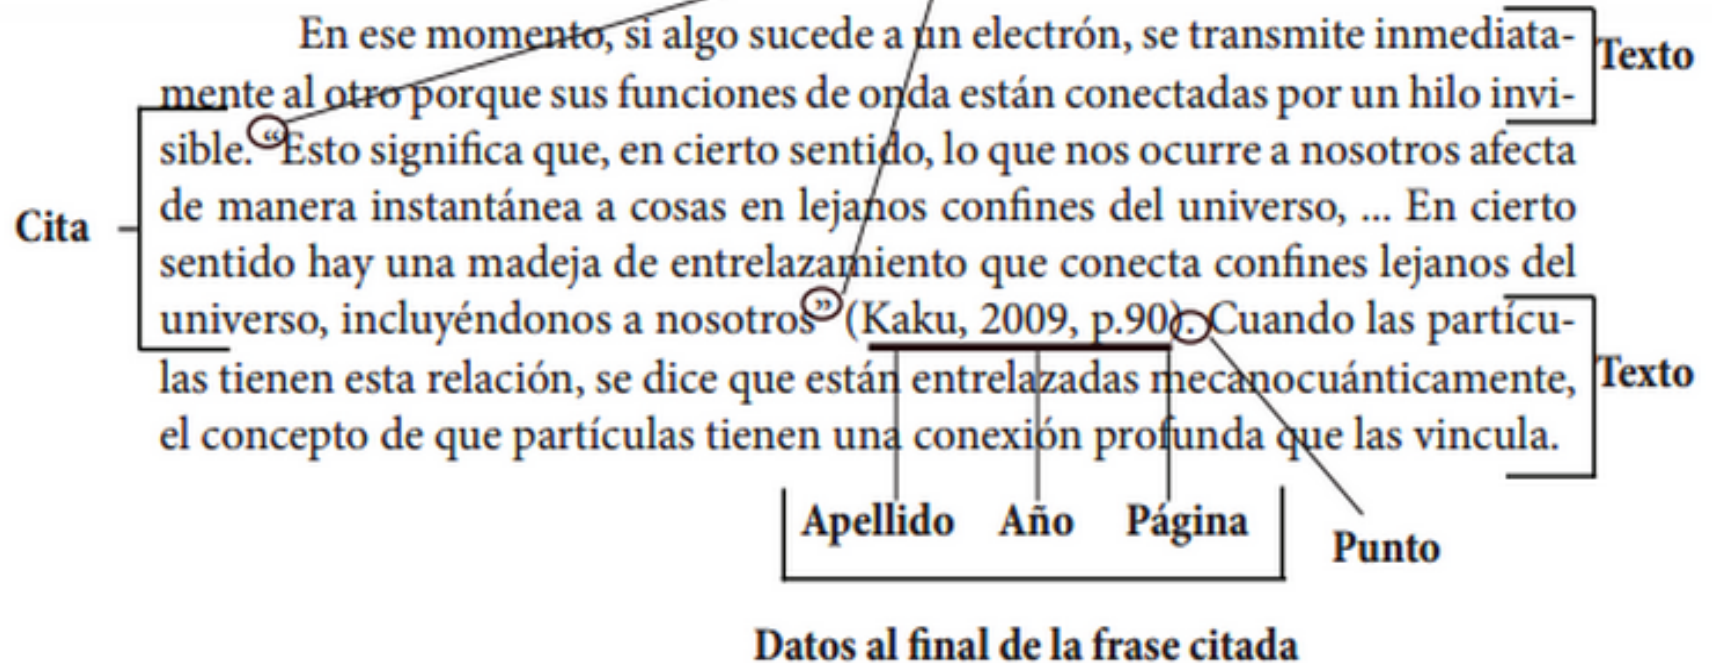 En ese momento, si algo sucede a un electrón, se transmite inmediata-
Texto
mente al otro porque sus funciones de onda están conectadas por un hilo invi-
sible. “Esto significa que, en cierto sentido, lo que nos ocurre a nosotros afecta
de manera instantánea a cosas en lejanos confines del universo, ... En cierto
Cita
sentido hay una madeja de entrelazamiento que conecta confines lejanos del
universo, incluyéndonos a nosotros” (Kaku, 2009, p.90). Cuando las partícu-
las tienen esta relación, se dice que están entrelazadas mecanocuánticamente,
Texto
el concepto de que partículas tienen una conexión profunda que las vincula.
Apellido Año Página
Punto
Datos al final de la frase citada